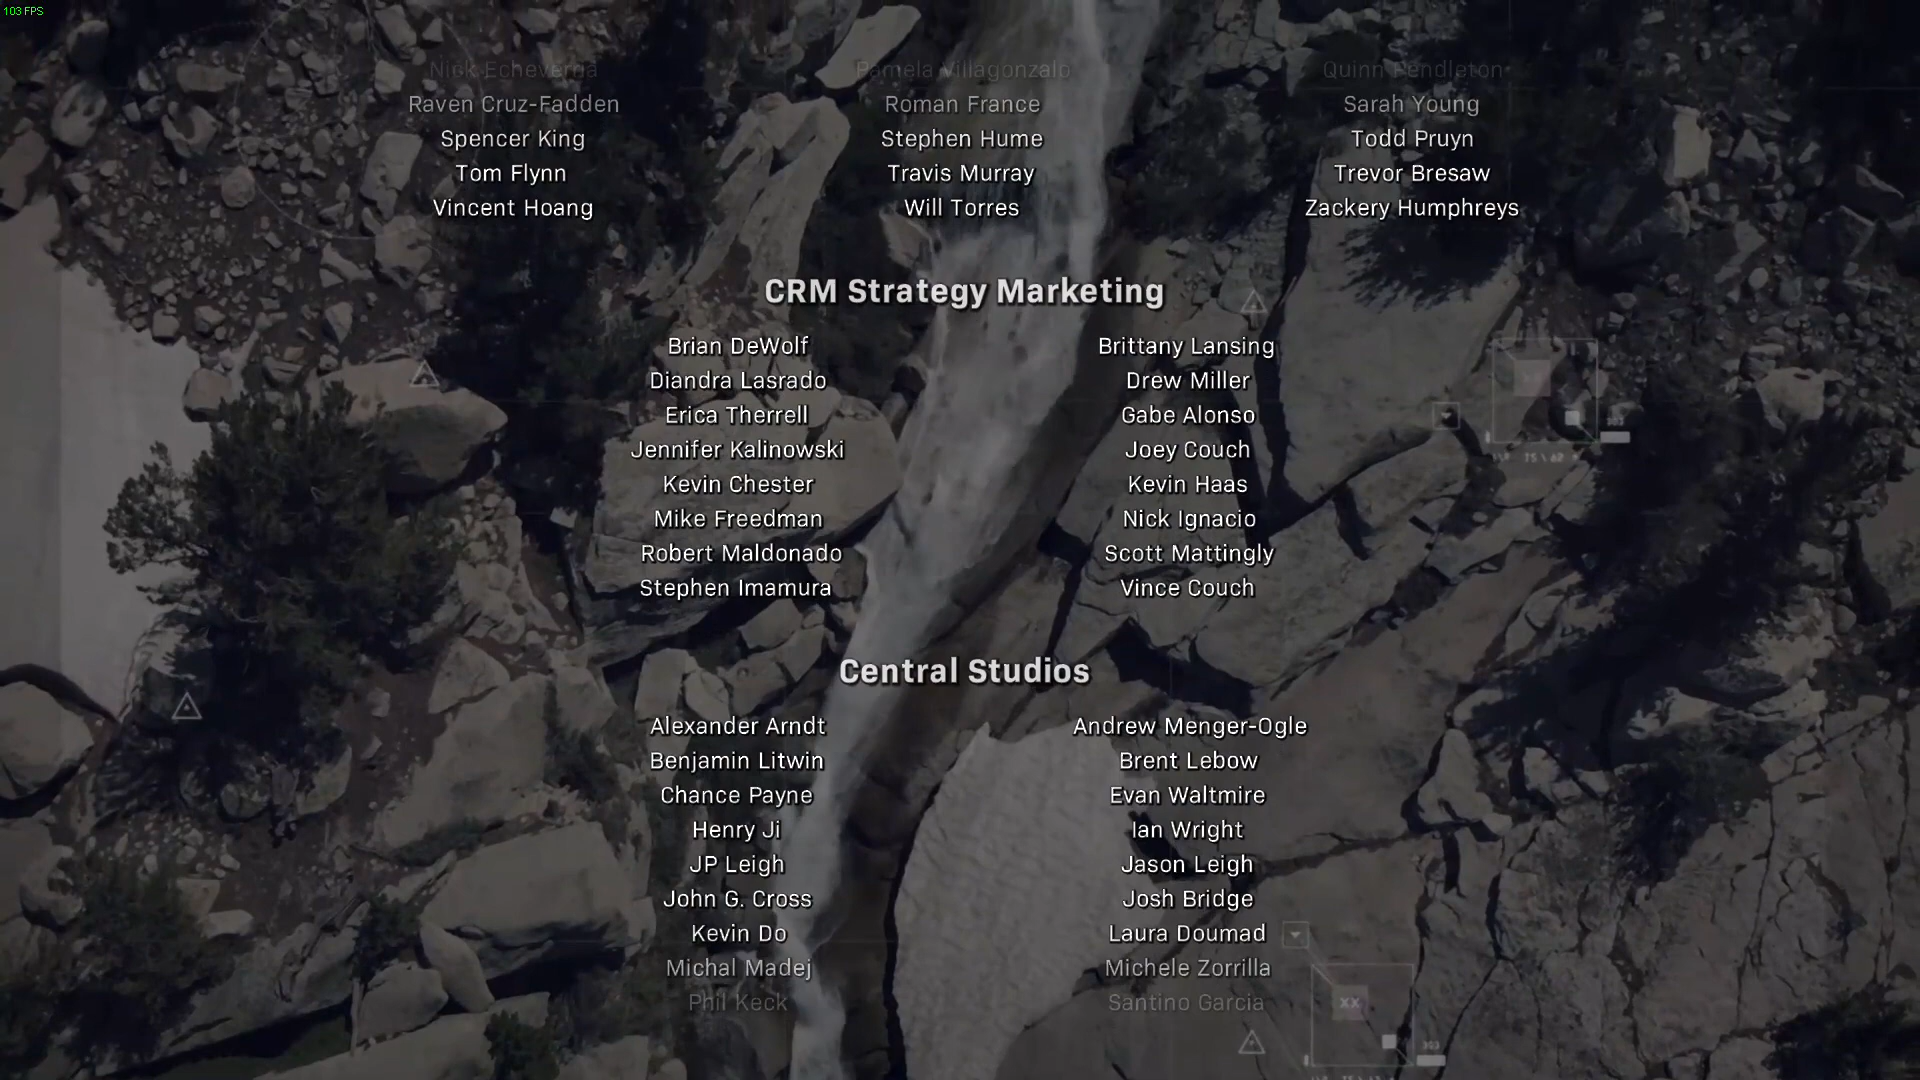 103 FPS
Nick Echeverria Pamela Villagonzalo Quinn Pendleton
Raven Cruz-Fadden Roman France Sarah Young
Spencer King Stephen Hume Todd Pruyn
Tom Flynn Travis Murray Trevor Bresaw
Vincent Hoang Will Torres Zackery Humphreys
CRM Strategy Marketing
Brian DeWolf Brittany Lansing
Diandra Lasrado Drew Miller
Erica Therrell Gabe Alonso
Jennifer Kalinowski Joey Couch
Kevin Chester Kevin Haas
Mike Freedman Nick Ignacio
Robert Maldonado Scott Mattingly
Stephen Imamura Vince Couch
Central Studios
Alexander Arndt Andrew Menger-Ogle
Benjamin Litwin Brent Lebow
Chance Payne Evan Waltmire
Henry Ji Ian Wright
JP Leigh Jason Leigh
John G. Cross Josh Bridge
Kevin Do Laura Doumad
Michal Madej Michele Zorrilla
Phil Keck Santino Garcia
XX